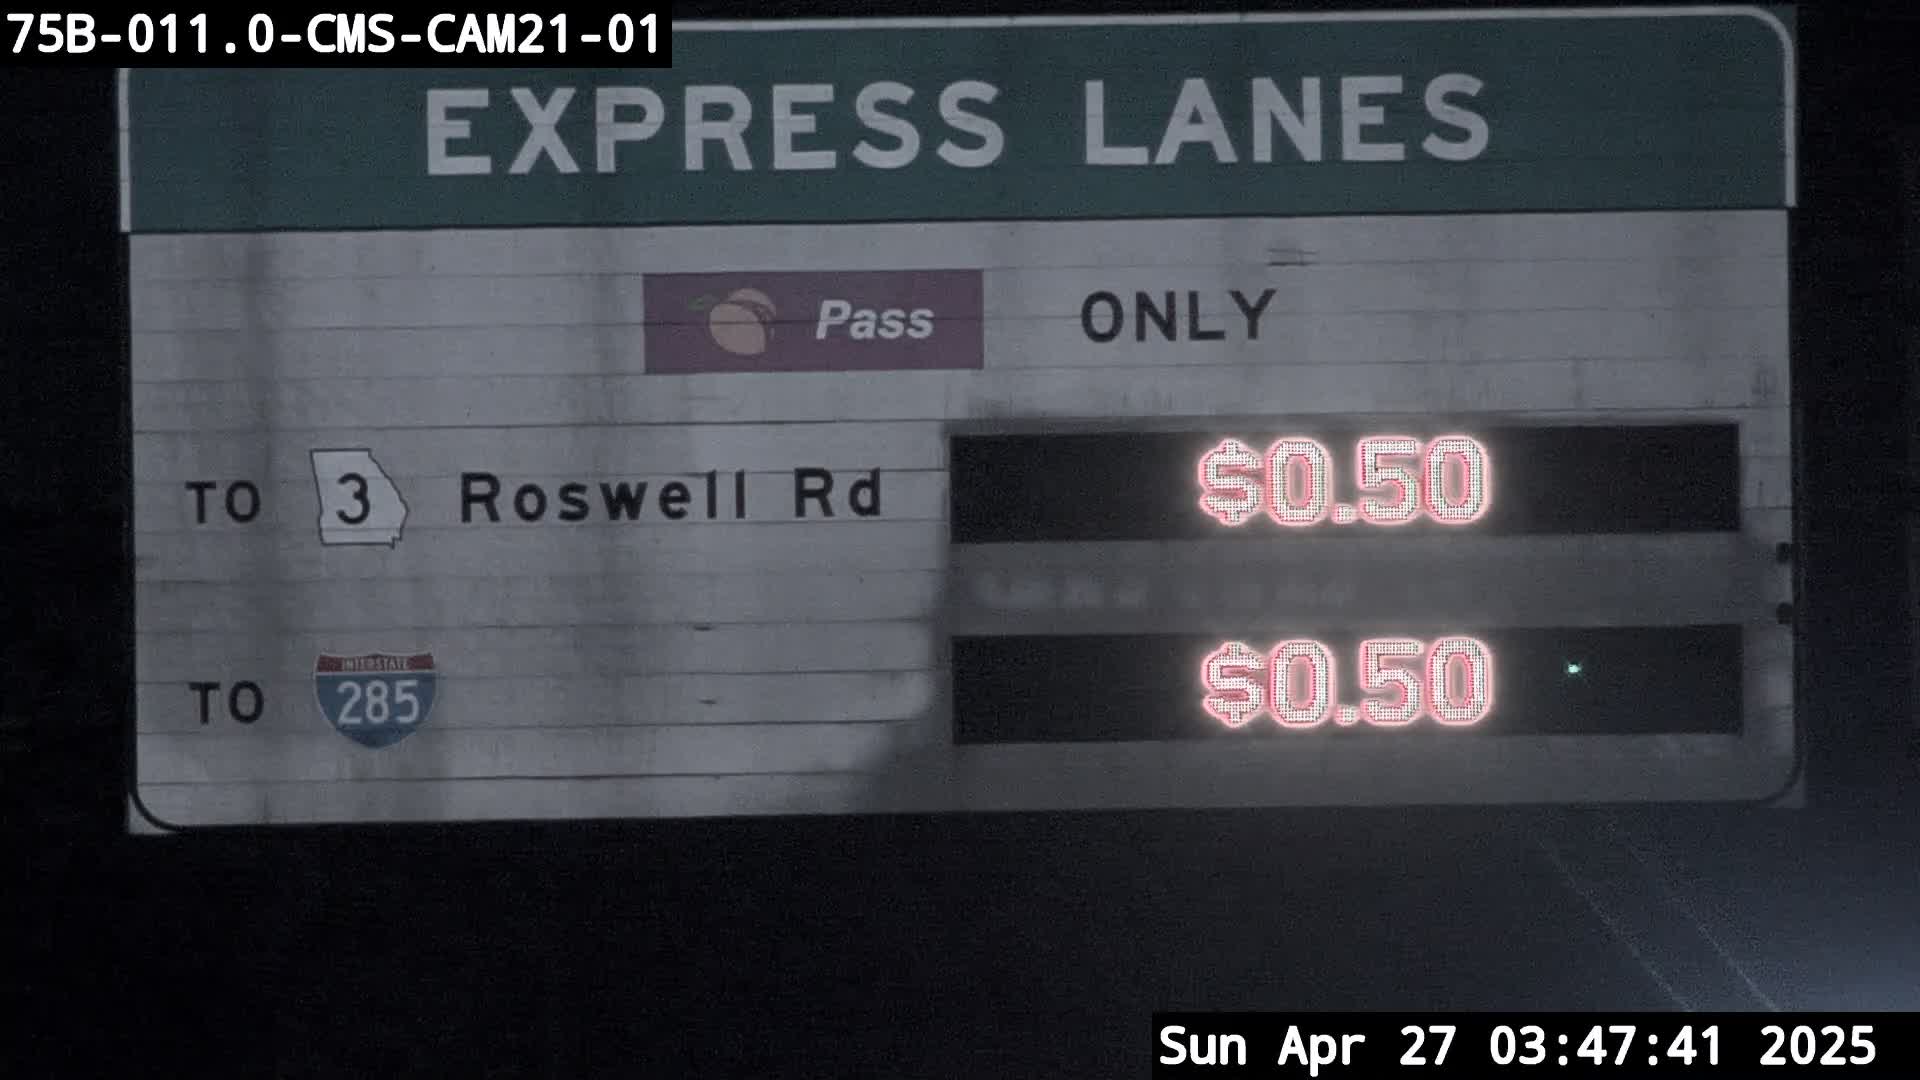 75B-011.0-CMS-CAM21-01
EXPRESS LANES
Pass ONLY
TO 3 Roswell Rd $0.50
INTERSTATE
TO 285 $0.50
Sun Apr 27 03:47:41 2025